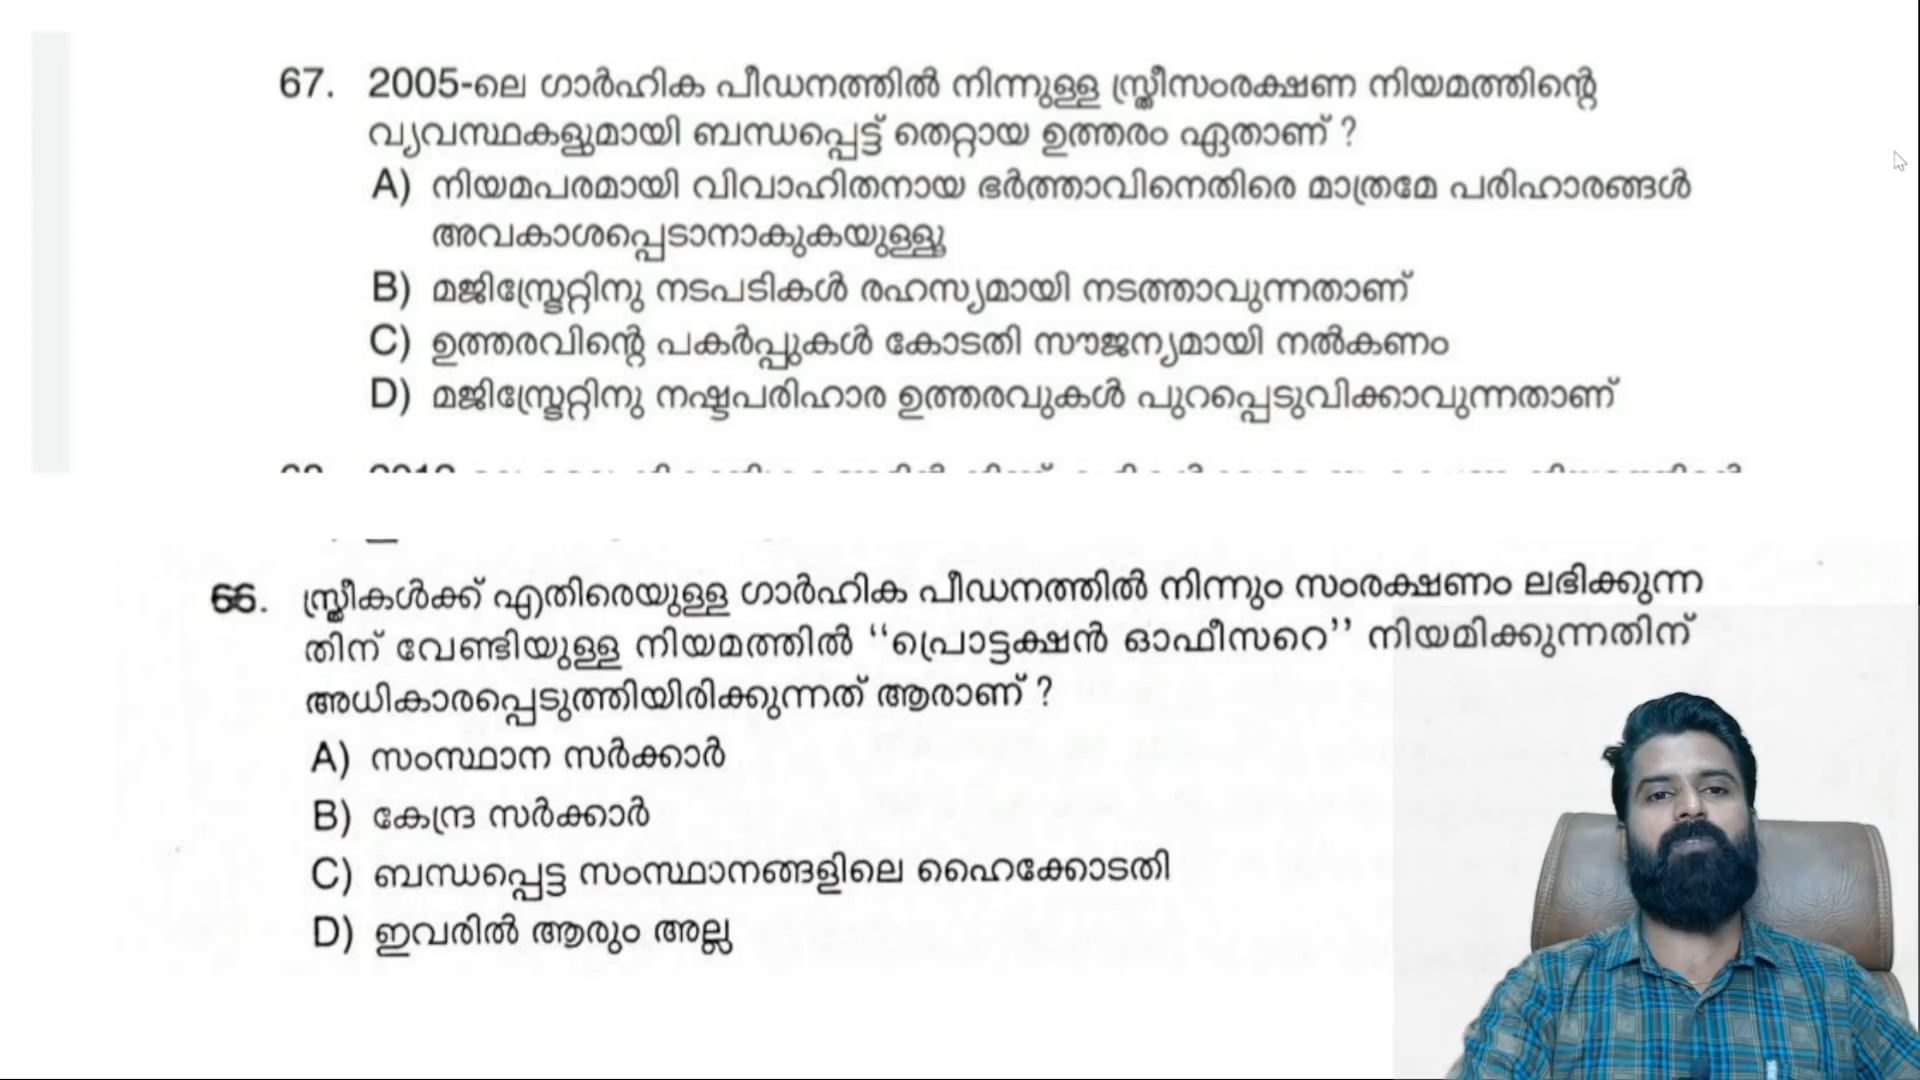 67. 2005-ലെ ഗാർഹിക പീഡനത്തിൽ നിന്നുള്ള സ്ത്രീസംരക്ഷണ നിയമത്തിന്റെ
വ്യവസ്ഥകളുമായി ബന്ധപ്പെട്ട് തെറ്റായ ഉത്തരം ഏതാണ് ?
A) നിയമപരമായി വിവാഹിതനായ ഭർത്താവിനെതിരെ മാത്രമേ പരിഹാരങ്ങൾ
അവകാശപ്പെടാനാകുകയുള്ളൂ
B) മജിസ്ട്രേറ്റിനു നടപടികൾ രഹസ്യമായി നടത്താവുന്നതാണ്
C) ഉത്തരവിന്റെ പകർപ്പുകൾ കോടതി സൗജന്യമായി നൽകണം
D) മജിസ്ട്രേറ്റിനു നഷ്ടപരിഹാര ഉത്തരവുകൾ പുറപ്പെടുവിക്കാവുന്നതാണ്
66. സ്ത്രീകൾക്ക് എതിരെയുള്ള ഗാർഹിക പീഡനത്തിൽ നിന്നും സംരക്ഷണം ലഭിക്കുന്ന
തിന് വേണ്ടിയുള്ള നിയമത്തിൽ “പ്രൊട്ടക്ഷൻ ഓഫീസറെ” നിയമിക്കുന്നതിന്
അധികാരപ്പെടുത്തിയിരിക്കുന്നത് ആരാണ് ?
A) സംസ്ഥാന സർക്കാർ
B) കേന്ദ്ര സർക്കാർ
C) ബന്ധപ്പെട്ട സംസ്ഥാനങ്ങളിലെ ഹൈക്കോടതി
D) ഇവരിൽ ആരും അല്ല